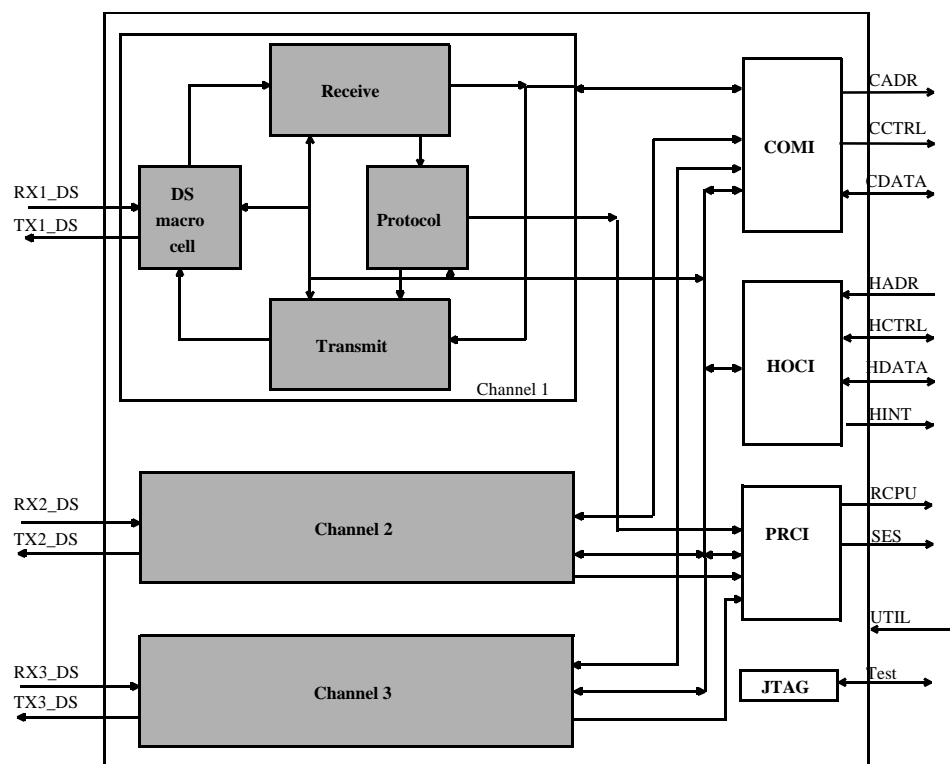 Receive
COMI
CADR
CCTRL
CDATA
RX1_DS
TX1_DS
DS
macro
cell
Protocol
Transmit
Channel 1
HOCI
HADR
HCTRL
HDATA
HINT
RX2_DS
TX2_DS
Channel 2
PRCI
RCPU
SES
UTIL
RX3_DS
TX3_DS
Channel 3
JTAG
Test